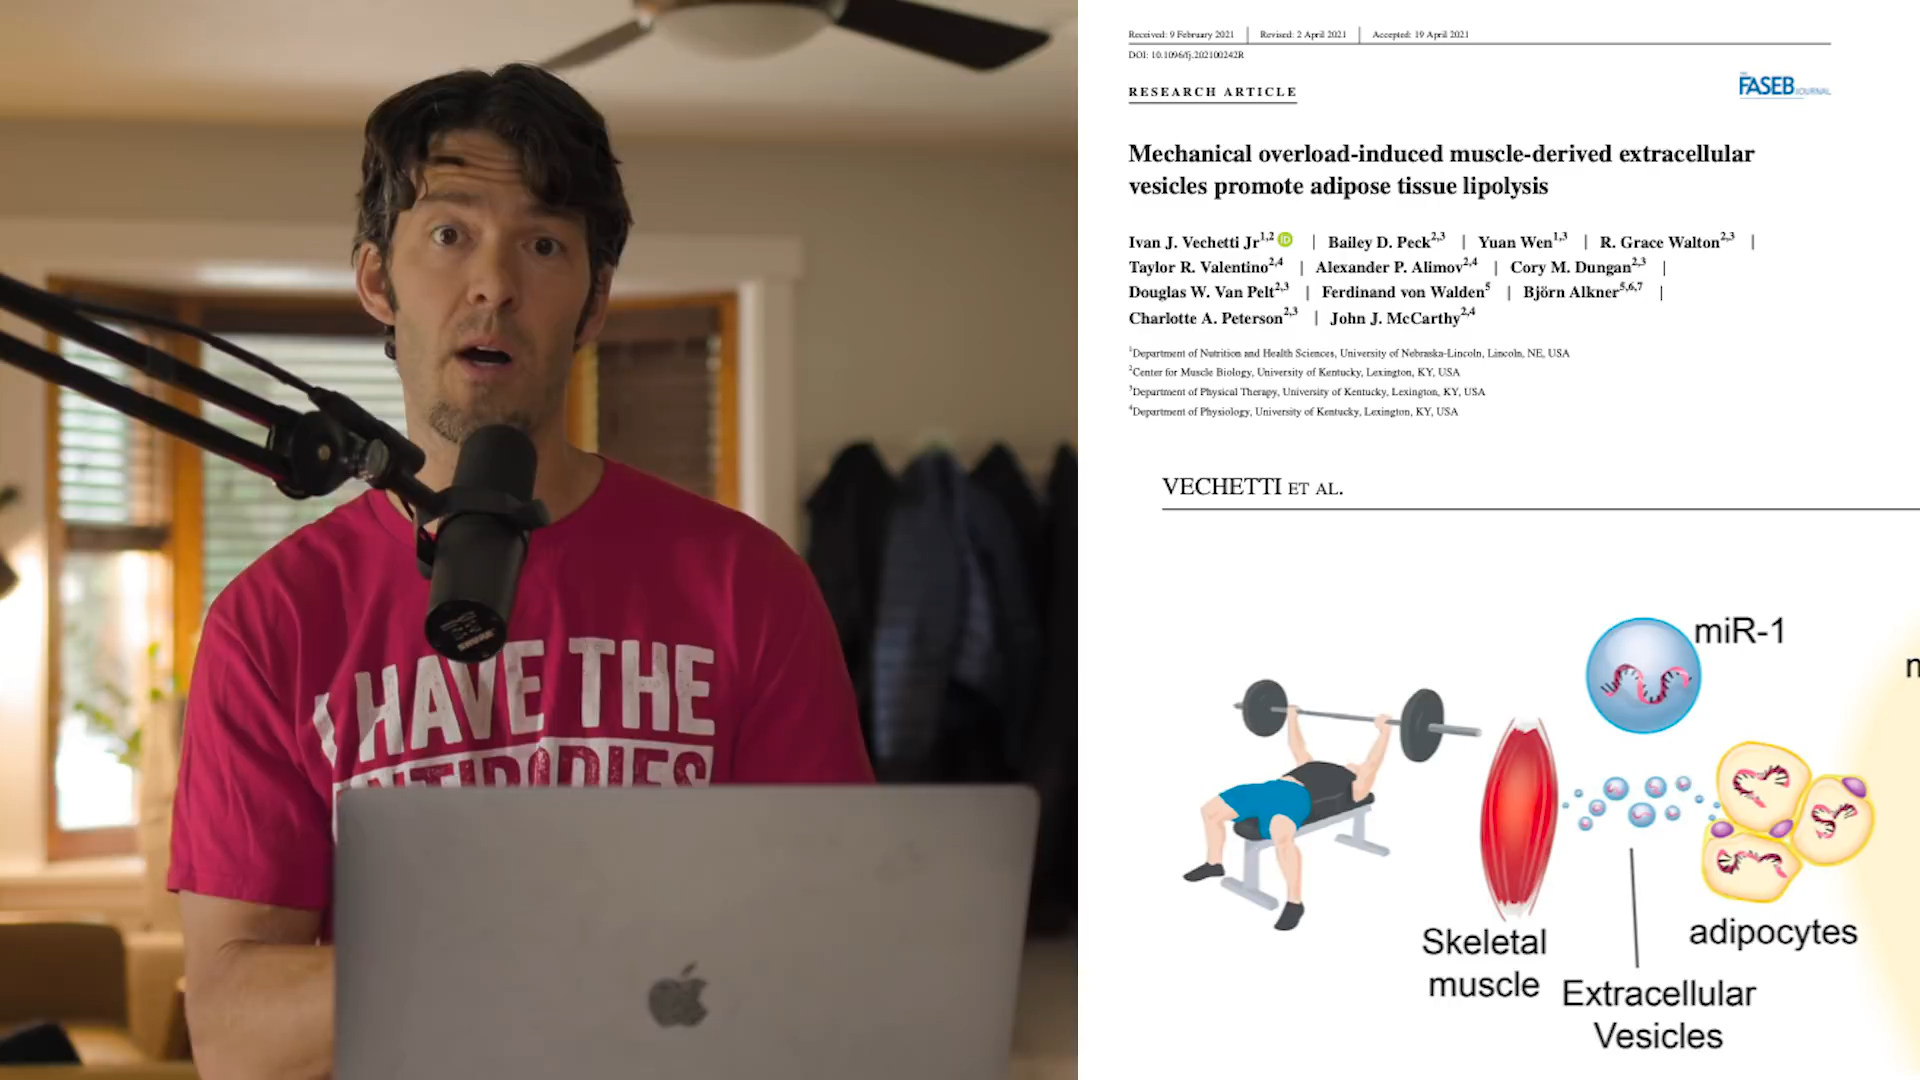 Received: 9 February 2021 | Revised: 2 April 2021 | Accepted: 19 April 2021
DOI: 10.1096/fj.202100242R
RESEARCH ARTICLE
THE
FASEB JOURNAL
Mechanical overload-induced muscle-derived extracellular
vesicles promote adipose tissue lipolysis
Ivan J. Vechetti Jr1,2 iD | Bailey D. Peck2,3 | Yuan Wen1,3 | R. Grace Walton2,3 |
Taylor R. Valentino2,4 | Alexander P. Alimov2,4 | Cory M. Dungan2,3 |
Douglas W. Van Pelt2,3 | Ferdinand von Walden5 | Björn Alkner5,6,7 |
Charlotte A. Peterson2,3 | John J. McCarthy2,4
1Department of Nutrition and Health Sciences, University of Nebraska-Lincoln, Lincoln, NE, USA
2Center for Muscle Biology, University of Kentucky, Lexington, KY, USA
3Department of Physical Therapy, University of Kentucky, Lexington, KY, USA
4Department of Physiology, University of Kentucky, Lexington, KY, USA
VECHETTI ET AL.
miR-1
Skeletal
muscle
Extracellular
Vesicles
adipocytes
I HAVE THE
ANTIBODIES
SHURE